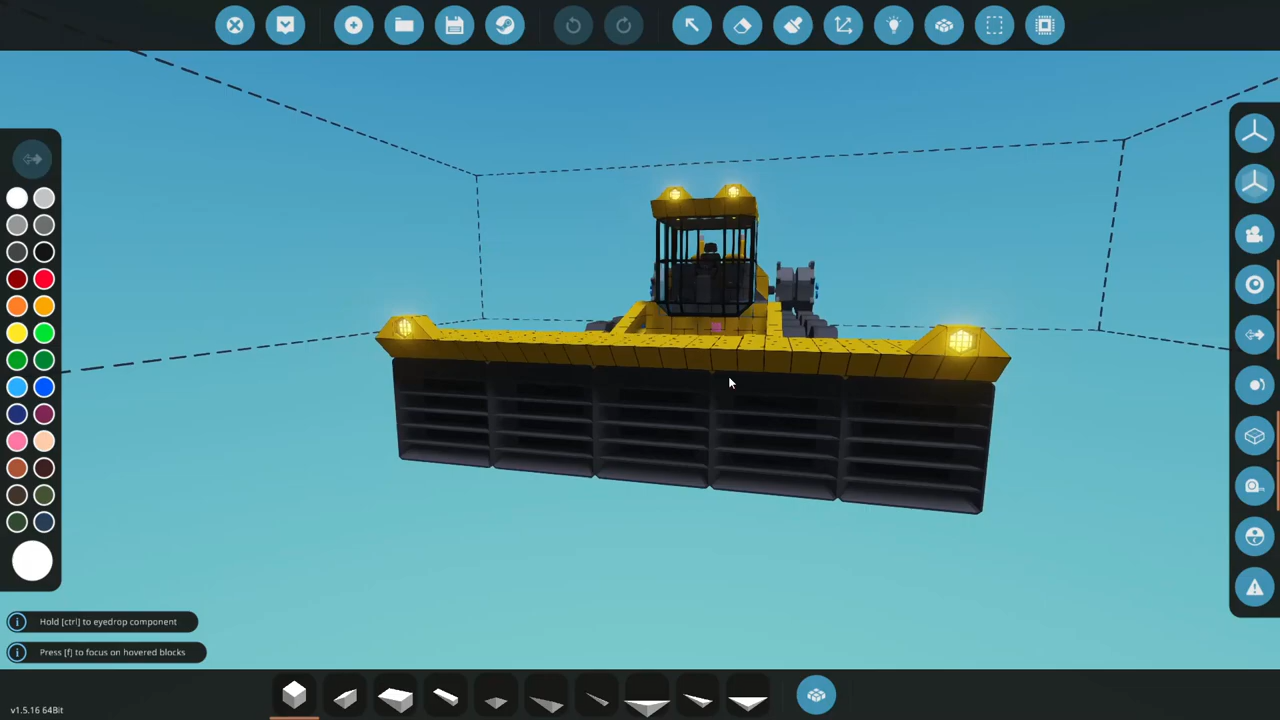 Hold [ctrl] to eyedrop component
Press [f] to focus on hovered blocks
v1.5.16 64Bit